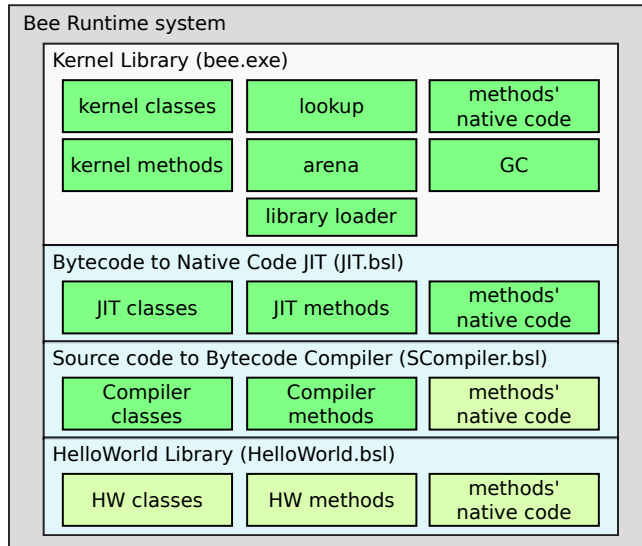 Bee Runtime system
Kernel Library (bee.exe)
kernel classes
lookup
methods'
native code
kernel methods
arena
GC
library loader
Bytecode to Native Code JIT (JIT.bsl)
JIT classes
JIT methods
methods'
native code
Source code to Bytecode Compiler (SCompiler.bsl)
Compiler
classes
Compiler
methods
methods'
native code
HelloWorld Library (HelloWorld.bsl)
HW classes
HW methods
methods'
native code